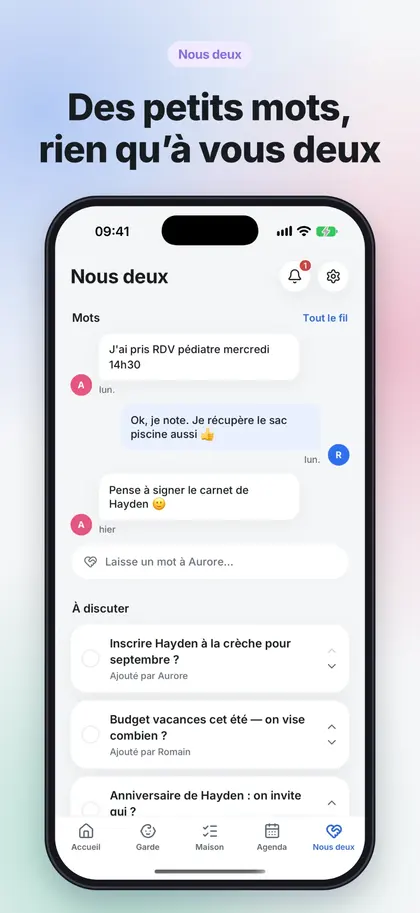 Nous deux
Des petits mots,
rien qu’à vous deux
09:41
Nous deux
1
Mots
Tout le fil
J'ai pris RDV pédiatre mercredi
14h30
A
lun.
Ok, je note. Je récupère le sac
piscine aussi 👍
lun.
R
Pense à signer le carnet de
Hayden 🙂
A
hier
Laisse un mot à Aurore...
À discuter
Inscrire Hayden à la crèche pour
septembre ?
Ajouté par Aurore
Budget vacances cet été — on vise
combien ?
Ajouté par Romain
Anniversaire de Hayden : on invite
qui ?
Accueil
Garde
Maison
Agenda
Nous deux